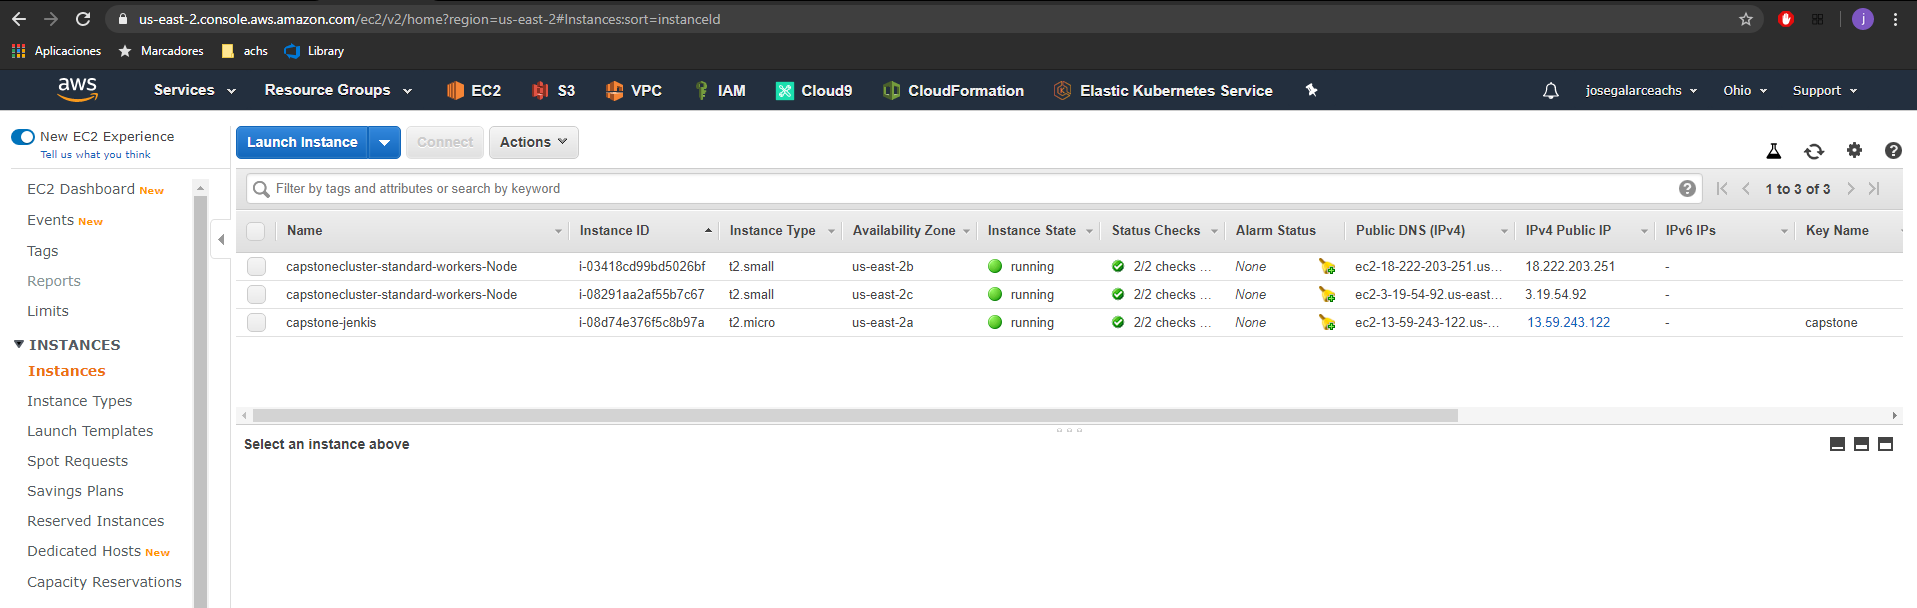 us-east-2.console.aws.amazon.com/ec2/v2/home?region=us-east-2#Instances:sort=instanceId
j
Aplicaciones Marcadores achs Library
aws Services Resource Groups EC2 S3 VPC IAM Cloud9 CloudFormation Elastic Kubernetes Service josegalarceachs Ohio Support
New EC2 Experience
Tell us what you think
EC2 Dashboard New
Events New
Tags
Reports
Limits
INSTANCES
Instances
Instance Types
Launch Templates
Spot Requests
Savings Plans
Reserved Instances
Dedicated Hosts New
Capacity Reservations
Launch Instance Connect Actions
Filter by tags and attributes or search by keyword
1 to 3 of 3
Name Instance ID Instance Type Availability Zone Instance State Status Checks Alarm Status Public DNS (IPv4) IPv4 Public IP IPv6 IPs Key Name
capstonecluster-standard-workers-Node i-03418cd99bd5026bf t2.small us-east-2b running 2/2 checks ... None ec2-18-222-203-251.us... 18.222.203.251 -
capstonecluster-standard-workers-Node i-08291aa2af55b7c67 t2.small us-east-2c running 2/2 checks ... None ec2-3-19-54-92.us-east... 3.19.54.92 -
capstone-jenkis i-08d74e376f5c8b97a t2.micro us-east-2a running 2/2 checks ... None ec2-13-59-243-122.us-... 13.59.243.122 - capstone
Select an instance above